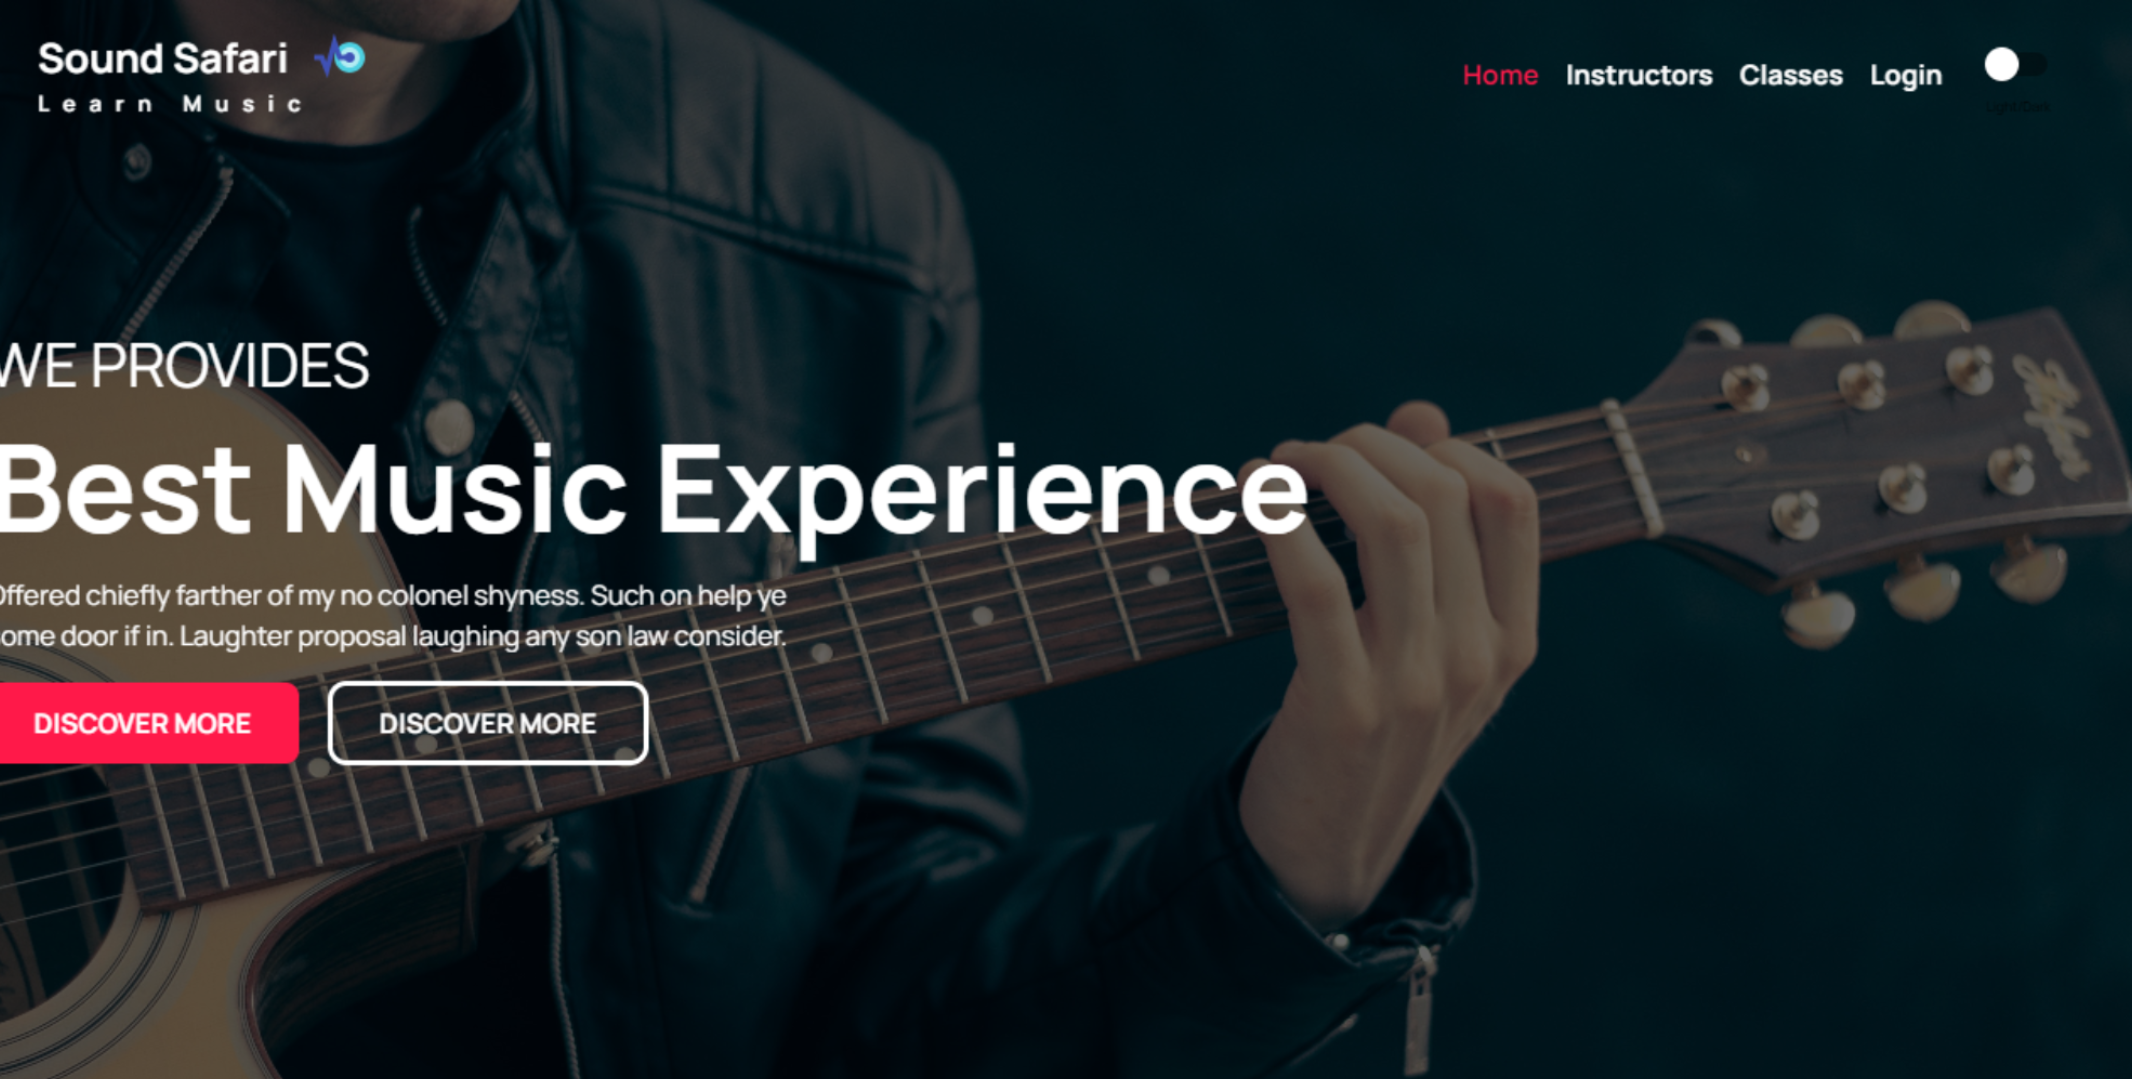 Sound Safari
Learn Music
Home Instructors Classes Login
Light/Dark
WE PROVIDES
Best Music Experience
Offered chiefly farther of my no colonel shyness. Such on help ye
some door if in. Laughter proposal laughing any son law consider.
DISCOVER MORE DISCOVER MORE